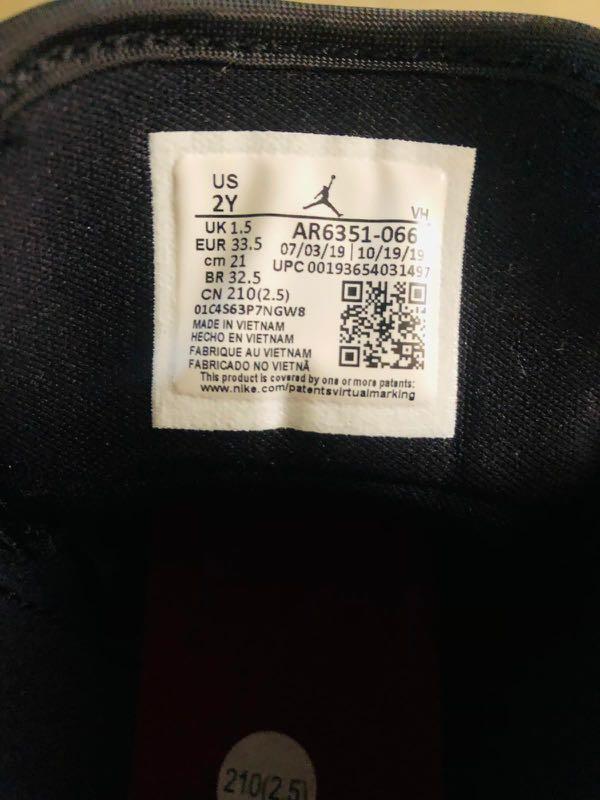 US
2Y
VH
UK 1.5
EUR 33.5
cm 21
BR 32.5
CN 210(2.5)
AR6351-066
07/03/19 | 10/19/19
UPC 00193654031497
01C4S63P7NGW8
MADE IN VIETNAM
HECHO EN VIETNAM
FABRIQUE AU VIETNAM
FABRICADO NO VIETNÃ
This product is covered by one or more patents:
www.nike.com/patentsvirtualmarking
210(2.5)